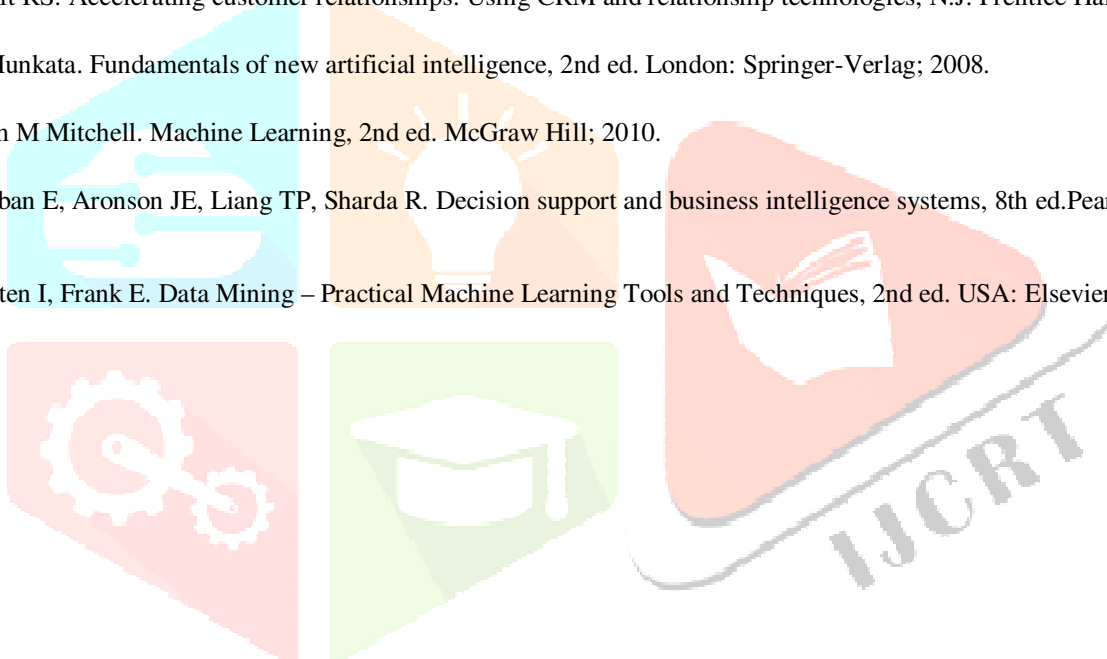 RS. Accelerating customer relationships: Using CRM and relationship technologies, N.J. Prentice
Munkata. Fundamentals of new artificial intelligence, 2nd ed. London: Springer-Verlag; 2008.
M Mitchell. Machine Learning, 2nd ed. McGraw Hill; 2010.
ban E, Aronson JE, Liang TP, Sharda R. Decision support and business intelligence systems, 8th ed.Pear
ten I, Frank E. Data Mining – Practical Machine Learning Tools and Techniques, 2nd ed. USA: Elsevier
IJCRT